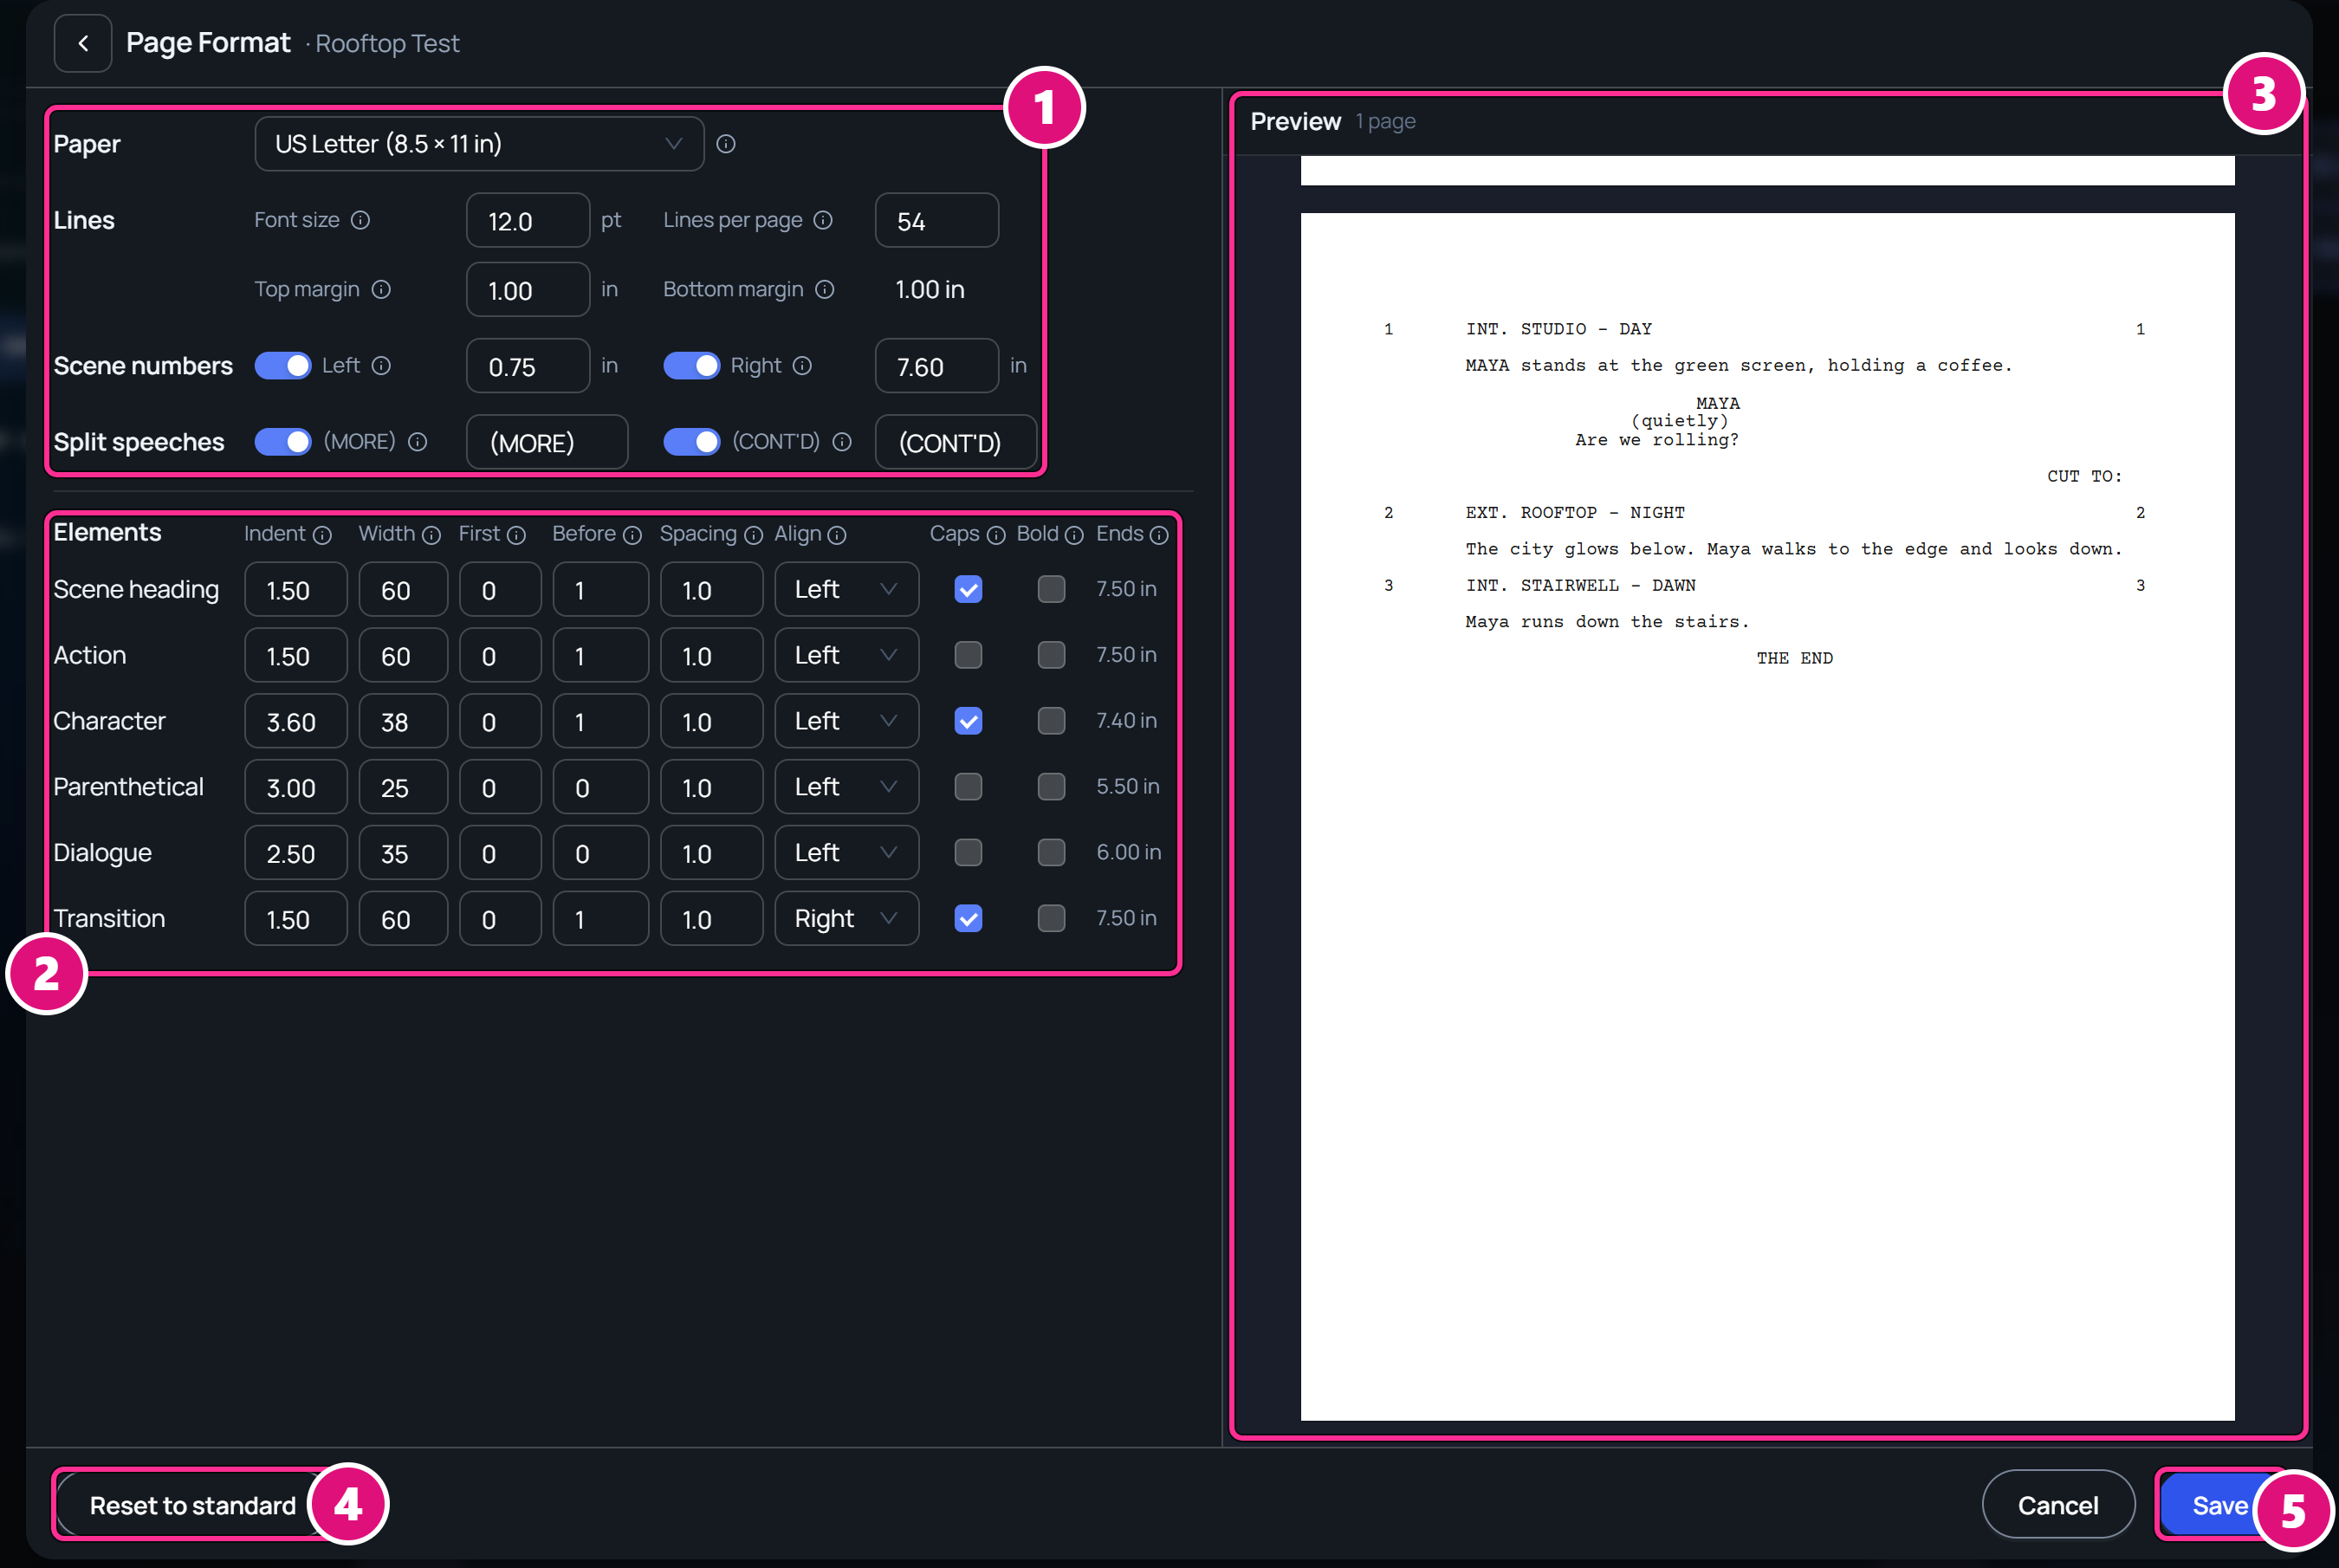 Page Format · Rooftop Test
1
Paper US Letter (8.5 × 11 in)
Lines Font size 12.0 pt Lines per page 54
Top margin 1.00 in Bottom margin 1.00 in
Scene numbers Left 0.75 in Right 7.60 in
Split speeches (MORE) (MORE) (CONT'D) (CONT'D)
2
Elements Indent Width First Before Spacing Align Caps Bold Ends
Scene heading 1.50 60 0 1 1.0 Left 7.50 in
Action 1.50 60 0 1 1.0 Left 7.50 in
Character 3.60 38 0 1 1.0 Left 7.40 in
Parenthetical 3.00 25 0 0 1.0 Left 5.50 in
Dialogue 2.50 35 0 0 1.0 Left 6.00 in
Transition 1.50 60 0 1 1.0 Right 7.50 in
3
Preview 1 page
1 INT. STUDIO - DAY 1
MAYA stands at the green screen, holding a coffee.
MAYA
(quietly)
Are we rolling?
CUT TO:
2 EXT. ROOFTOP - NIGHT 2
The city glows below. Maya walks to the edge and looks down.
3 INT. STAIRWELL - DAWN 3
Maya runs down the stairs.
THE END
Reset to standard 4
Cancel
Save 5